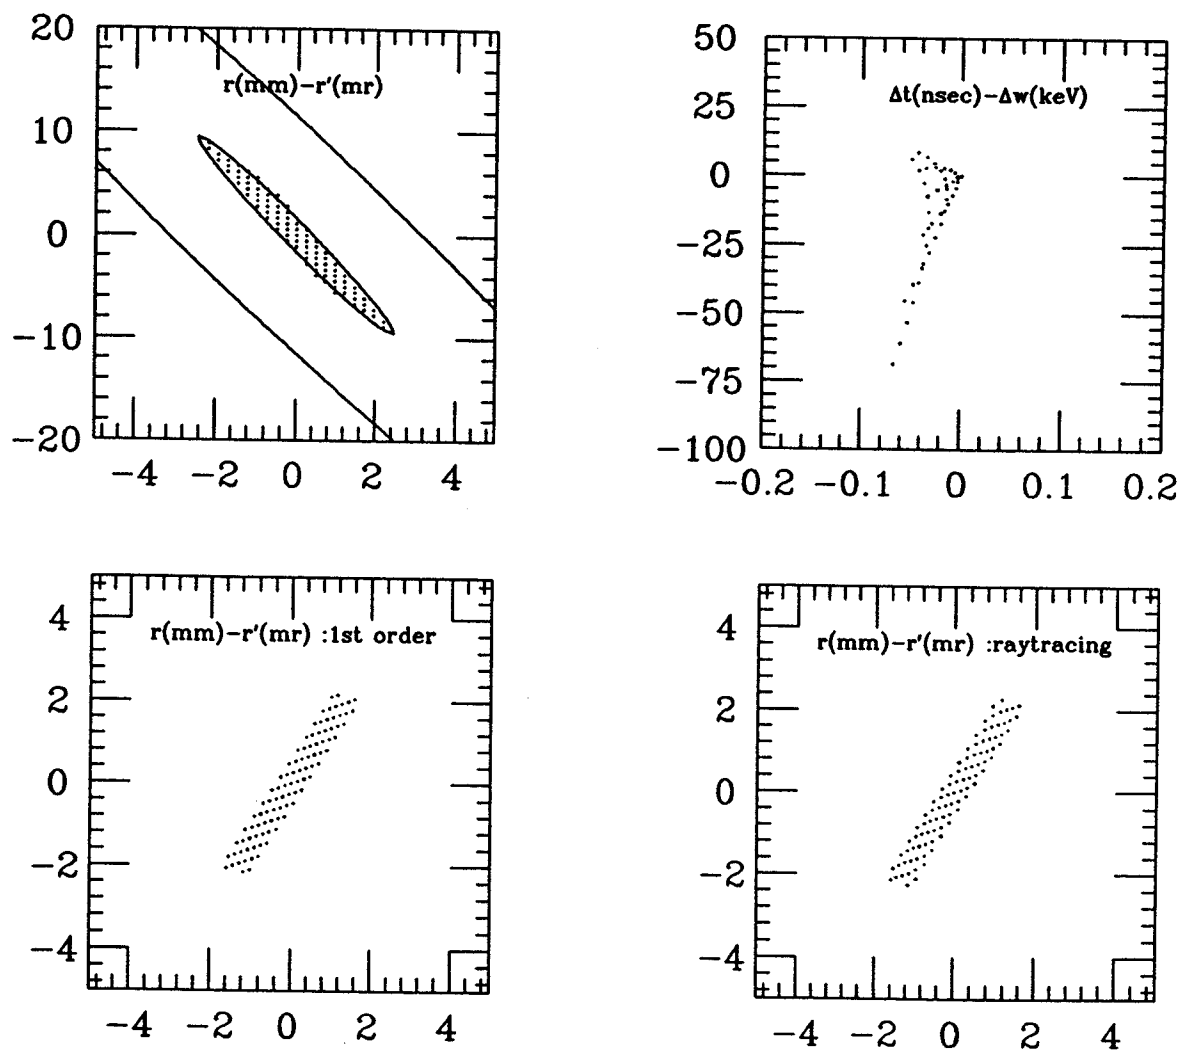 20
10
0
−10
−20
r(mm)−r′(mr)
−4 −2 0 2 4
50
25
0
−25
−50
−75
−100
Δt(nsec)−Δw(keV)
−0.2 −0.1 0 0.1 0.2
4
2
0
−2
−4
r(mm)−r′(mr) :1st order
−4 −2 0 2 4
4
2
0
−2
−4
r(mm)−r′(mr) :raytracing
−4 −2 0 2 4